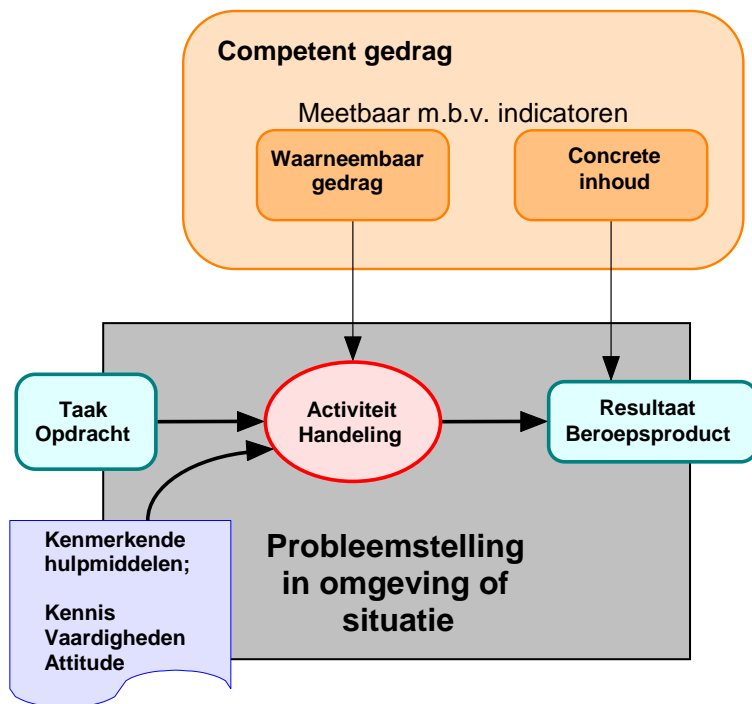 Competent gedrag
Meetbaar m.b.v. indicatoren
Waarneembaar
gedrag
Concrete
inhoud
Taak
Opdracht
Activiteit
Handeling
Resultaat
Beroepsproduct
Kenmerkende
hulpmiddelen;
Kennis
Vaardigheden
Attitude
Probleemstelling
in omgeving of
situatie